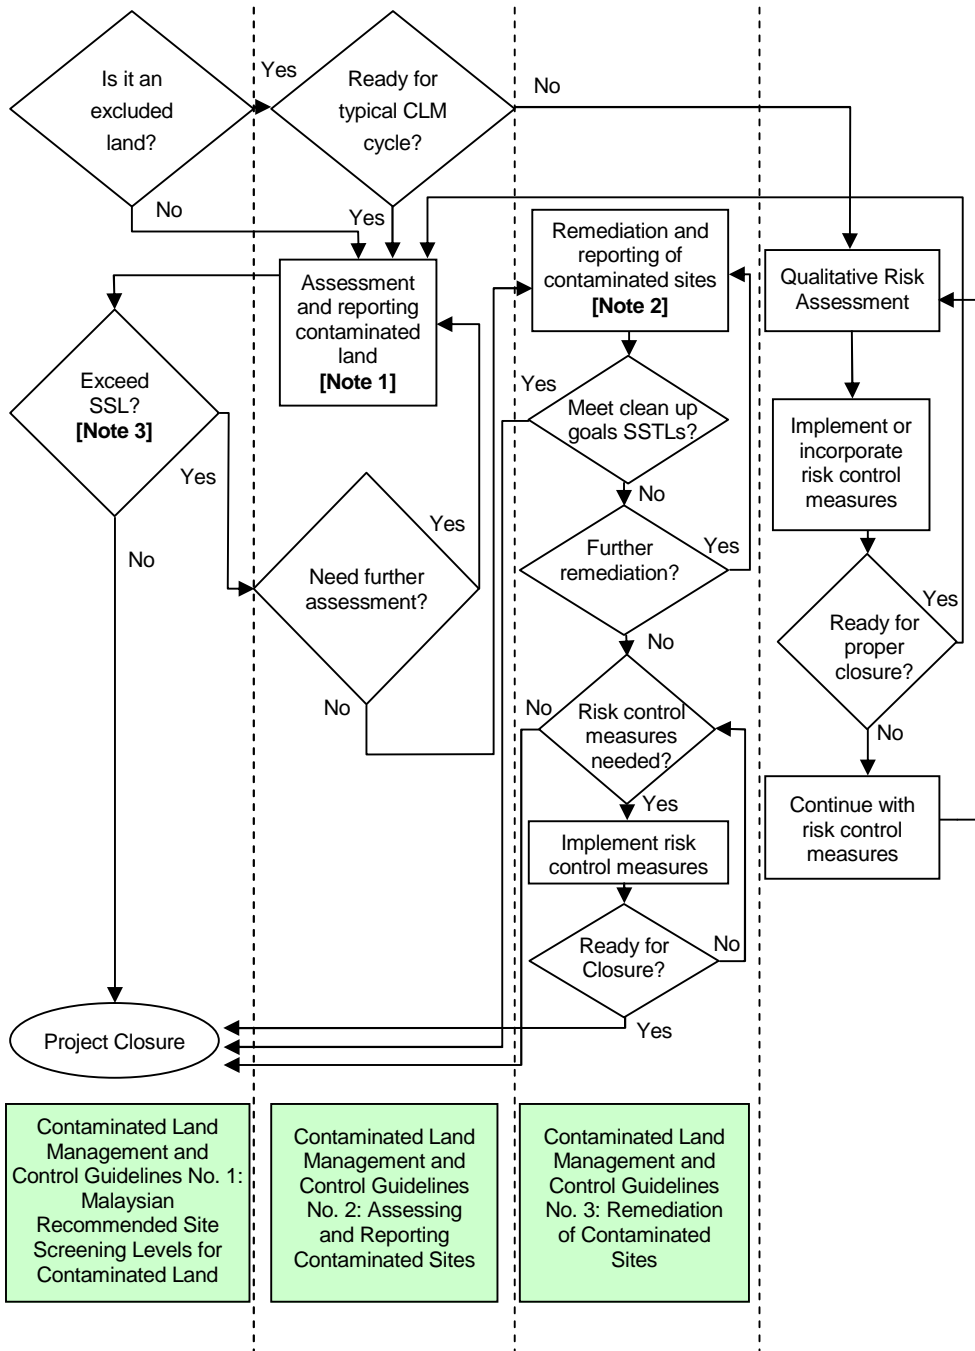 Is it an
excluded
land?
Yes
Ready for
typical CLM
cycle?
No
No
Yes
Assessment
and reporting
contaminated
land
[Note 1]
Exceed
SSL?
[Note 3]
Yes
No
Need further
assessment?
Yes
No
Remediation and
reporting of
contaminated sites
[Note 2]
Yes
Meet clean up
goals SSTLs?
No
Further
remediation?
Yes
No
No
Risk control
measures
needed?
Yes
Implement risk
control measures
Ready for
Closure?
No
Yes
Qualitative Risk
Assessment
Implement or
incorporate
risk control
measures
Yes
Ready for
proper
closure?
No
Continue with
risk control
measures
Project Closure
Contaminated Land
Management and
Control Guidelines No. 1:
Malaysian
Recommended Site
Screening Levels for
Contaminated Land
Contaminated Land
Management and
Control Guidelines
No. 2: Assessing
and Reporting
Contaminated Sites
Contaminated Land
Management and
Control Guidelines
No. 3: Remediation
of Contaminated
Sites